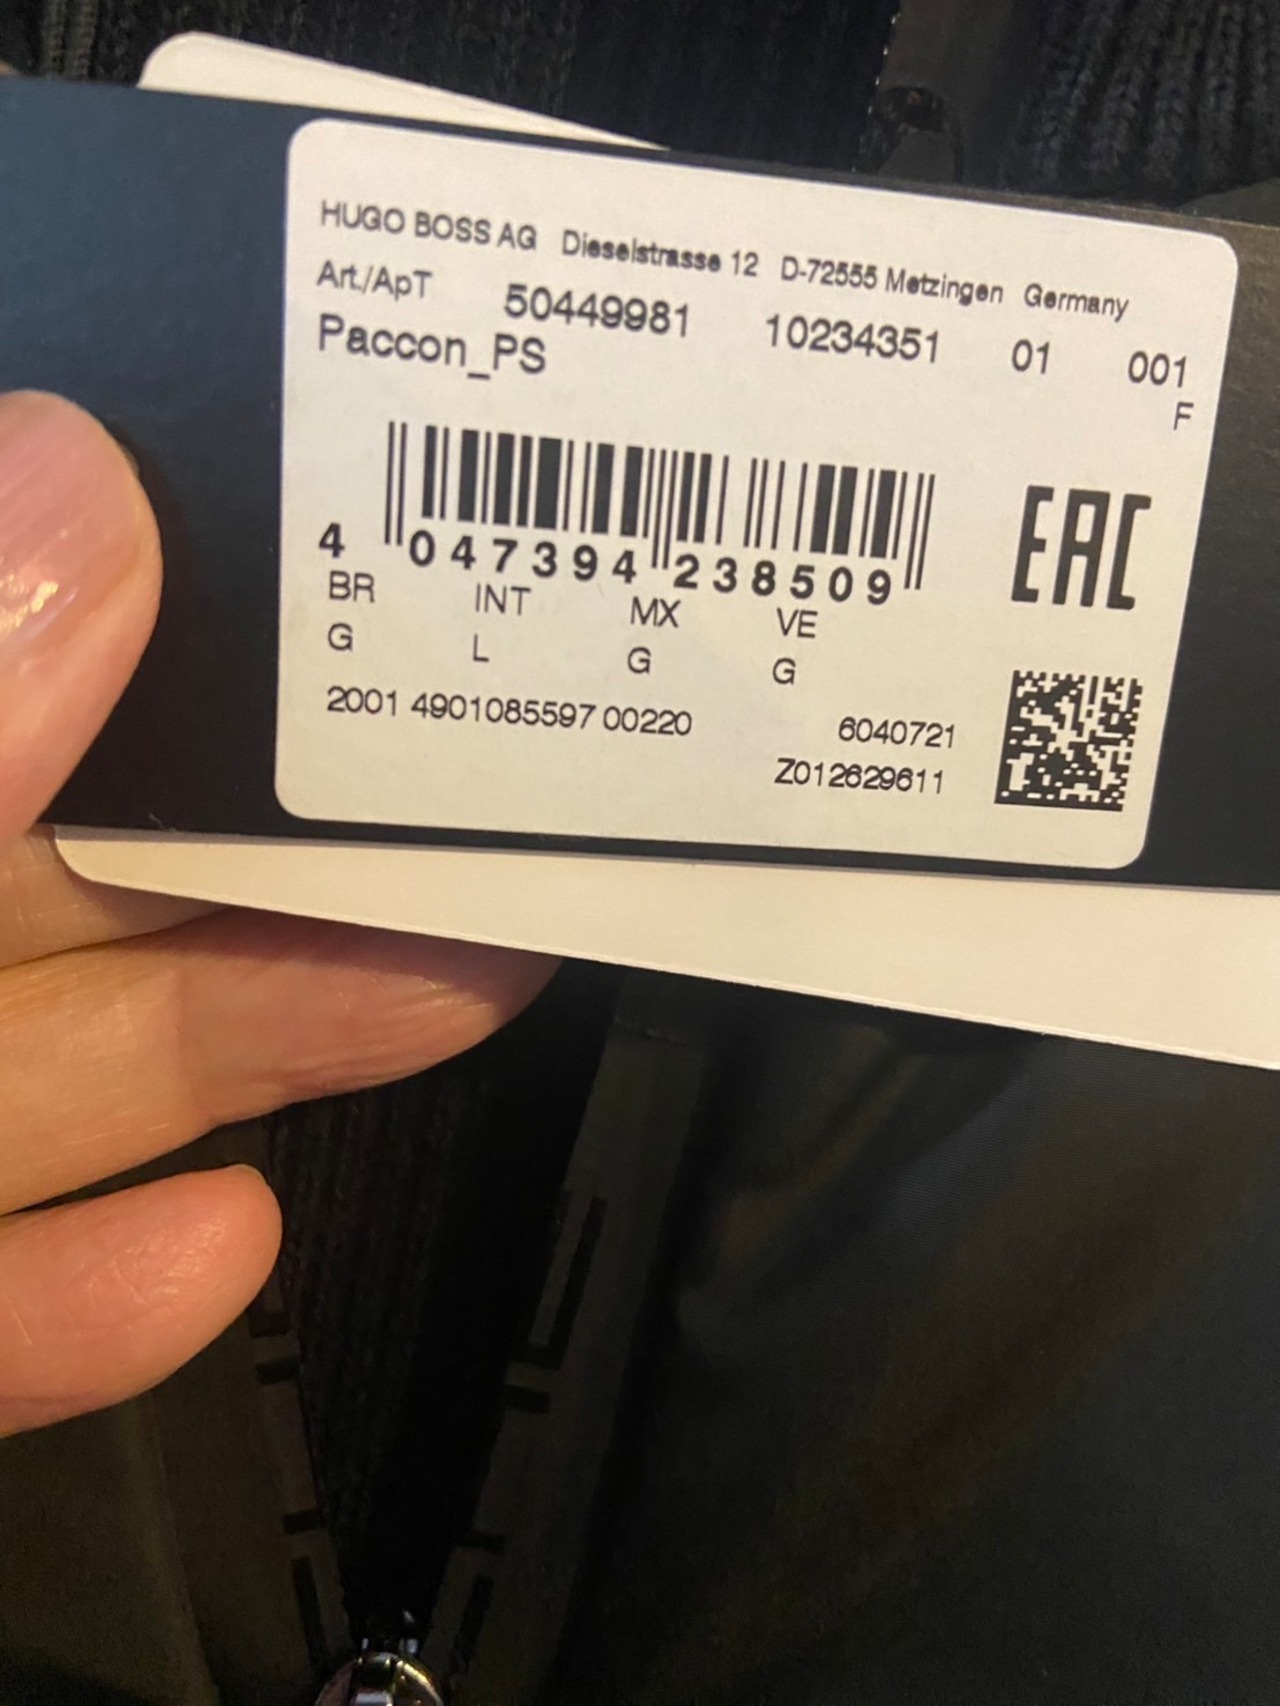 HUGO BOSS AG Dieselstrasse 12 D-72555 Metzingen Germany
Art./ApT 50449981 10234351 01 001
Paccon_PS F
EAC
4 047394 238509
BR INT MX VE
G L G G
2001 4901085597 00220 6040721
Z012629611